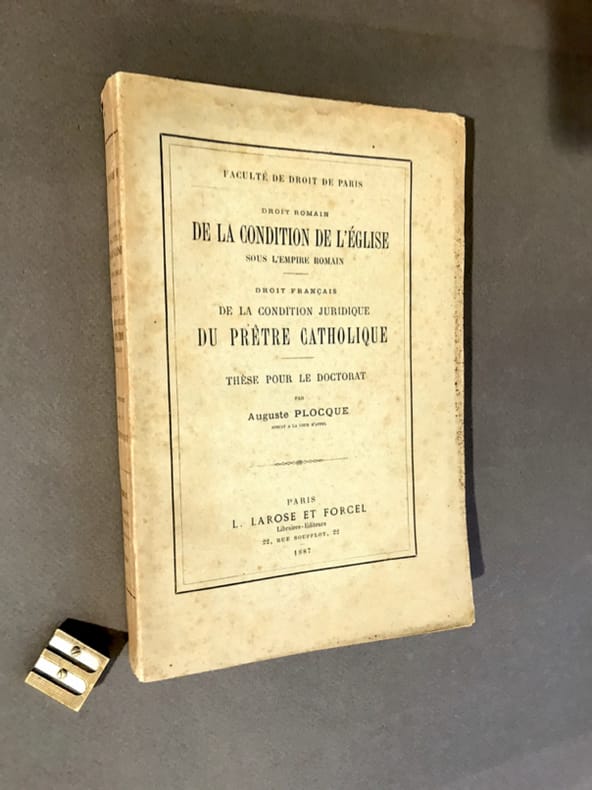 FACULTÉ DE DROIT DE PARIS
DROIT ROMAIN
DE LA CONDITION DE L'ÉGLISE
SOUS L'EMPIRE ROMAIN
DROIT FRANÇAIS
DE LA CONDITION JURIDIQUE
DU PRÊTRE CATHOLIQUE
THÈSE POUR LE DOCTORAT
PAR
Auguste PLOCQUE
AVOCAT A LA COUR D'APPEL
PARIS
L. LAROSE ET FORCEL
Libraires-Editeurs
22, RUE SOUFFLOT, 22
1887